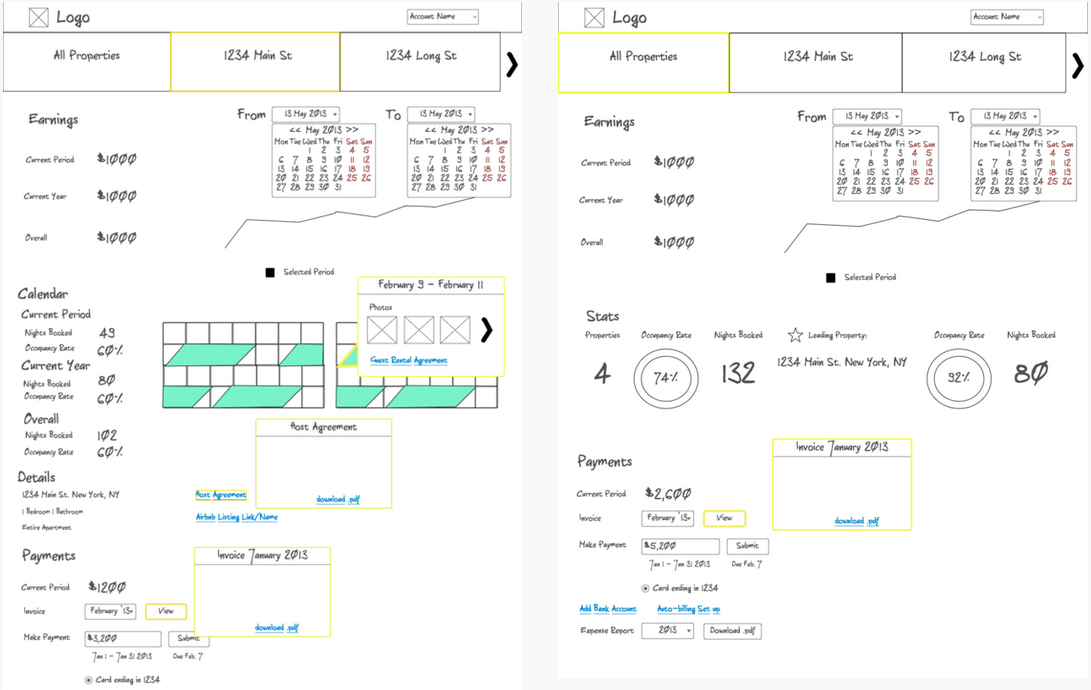 Logo
Account Name
All Properties
1234 Main St
1234 Long St
Earnings
From
13 May 2013
To
13 May 2013
<< May 2013 >>
Mon Tue Wed Thu Fri Sat Sun
1 2 3 4 5
6 7 8 9 10 11 12
13 14 15 16 17 18 19
20 21 22 23 24 25 26
27 28 29 30 31
<< May 2013 >>
Mon Tue Wed Thu Fri Sat Sun
1 2 3 4 5
6 7 8 9 10 11 12
13 14 15 16 17 18 19
20 21 22 23 24 25 26
27 28 29 30 31
Current Period $1000
Current Year $1000
Overall $1000
Selected Period
Calendar
Current Period
Nights Booked 49
Occupancy Rate 60%
Current Year
Nights Booked 80
Occupancy Rate 60%
Overall
Nights Booked 102
Occupancy Rate 60%
February 9 - February 11
Photos
Guest Rental Agreement
Host Agreement
download .pdf
Details
1234 Main St. New York, NY
1 Bedroom 1 Bathroom
Entire Apartment
Host Agreement
Airbnb Listing Link/Name
Payments
Current Period $1200
Invoice February '13 View
Make Payment $3,200 Submit
Jan 1 - Jan 31 2013 Due Feb. 7
Card ending in 1234
Invoice January 2013
download .pdf
Logo
Account Name
All Properties
1234 Main St
1234 Long St
Earnings
From
13 May 2013
To
13 May 2013
<< May 2013 >>
Mon Tue Wed Thu Fri Sat Sun
1 2 3 4 5
6 7 8 9 10 11 12
13 14 15 16 17 18 19
20 21 22 23 24 25 26
27 28 29 30 31
<< May 2013 >>
Mon Tue Wed Thu Fri Sat Sun
1 2 3 4 5
6 7 8 9 10 11 12
13 14 15 16 17 18 19
20 21 22 23 24 25 26
27 28 29 30 31
Current Period $1000
Current Year $1000
Overall $1000
Selected Period
Stats
Properties
4
Occupancy Rate
74%
Nights Booked
132
Leading Property:
1234 Main St. New York, NY
Occupancy Rate
92%
Nights Booked
80
Payments
Current Period $2,600
Invoice February '13 View
Make Payment $5,200 Submit
Jan 1 - Jan 31 2013 Due Feb. 7
Card ending in 1234
Add Bank Account Auto-billing Set up
Expense Report 2013 Download .pdf
Invoice January 2013
download .pdf